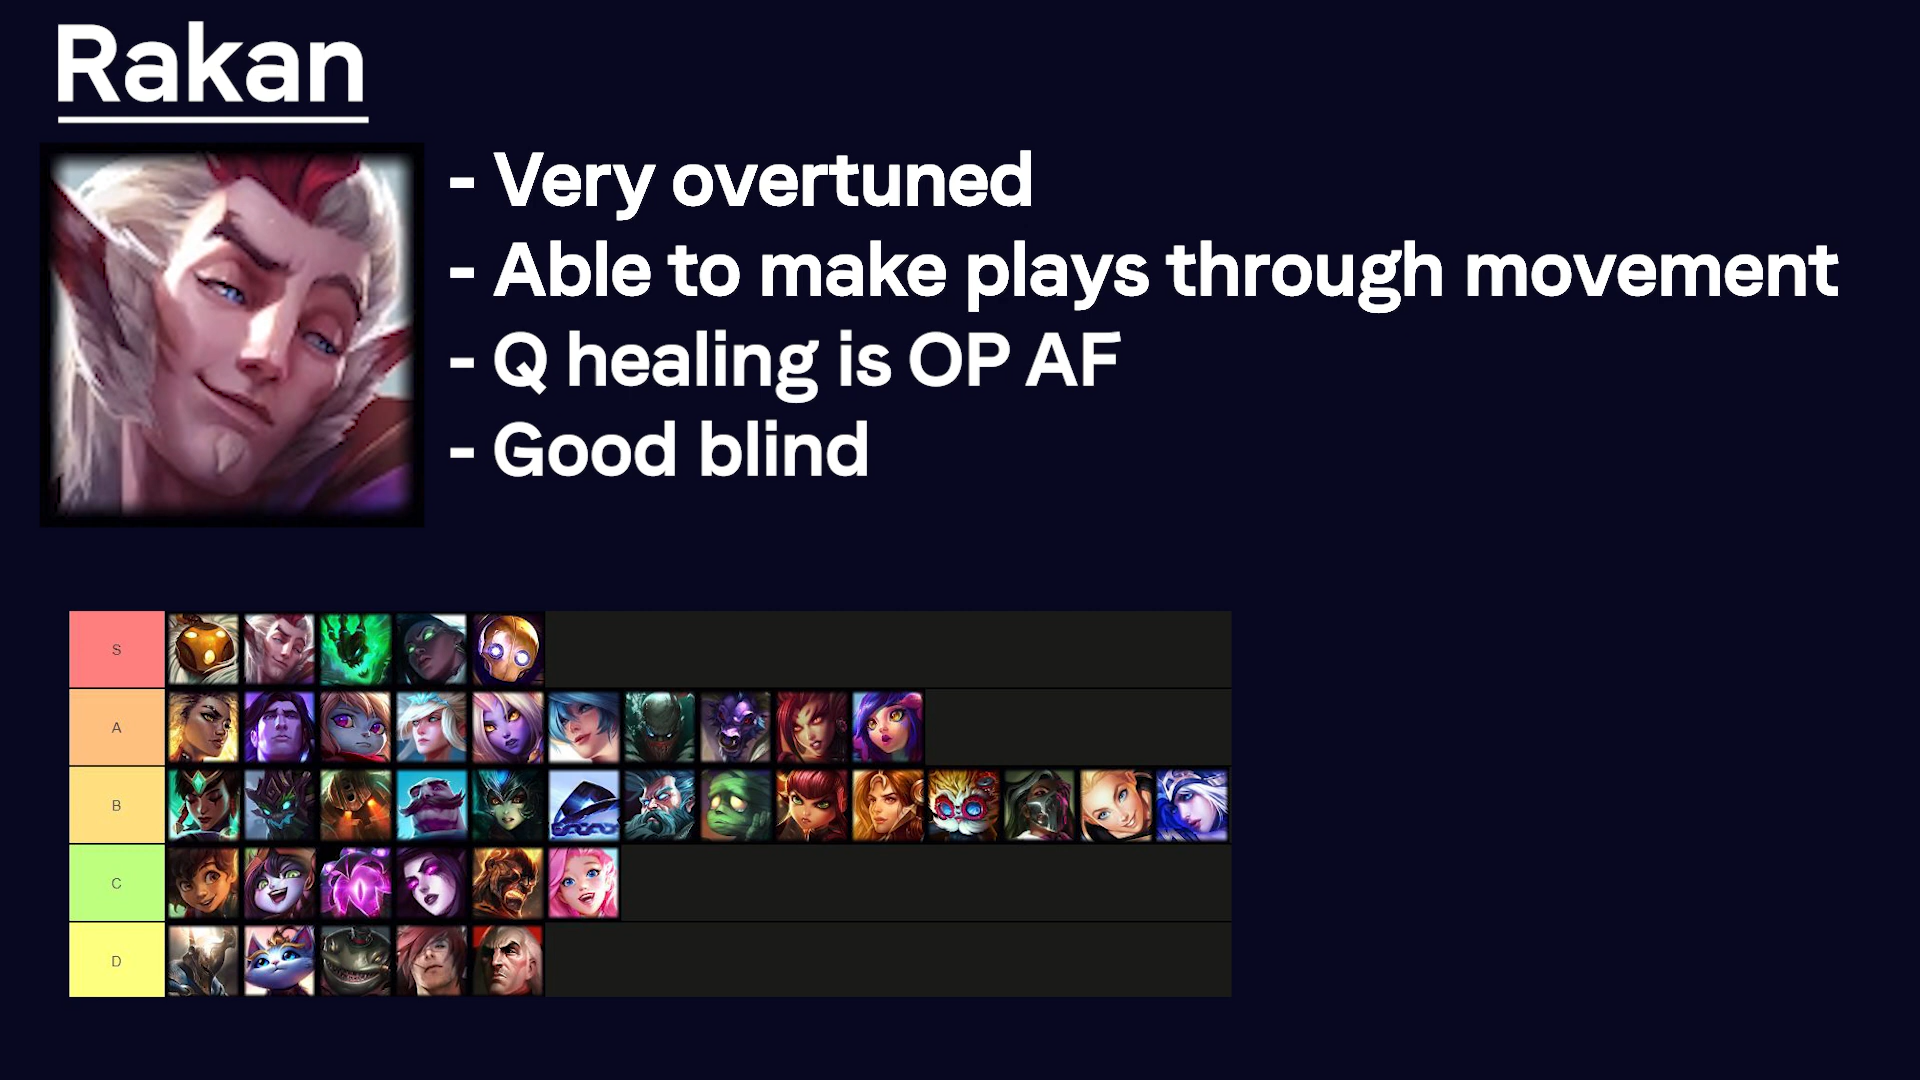 Rakan
- Very overtuned
- Able to make plays through movement
- Q healing is OP AF
- Good blind
S
A
B
C
D